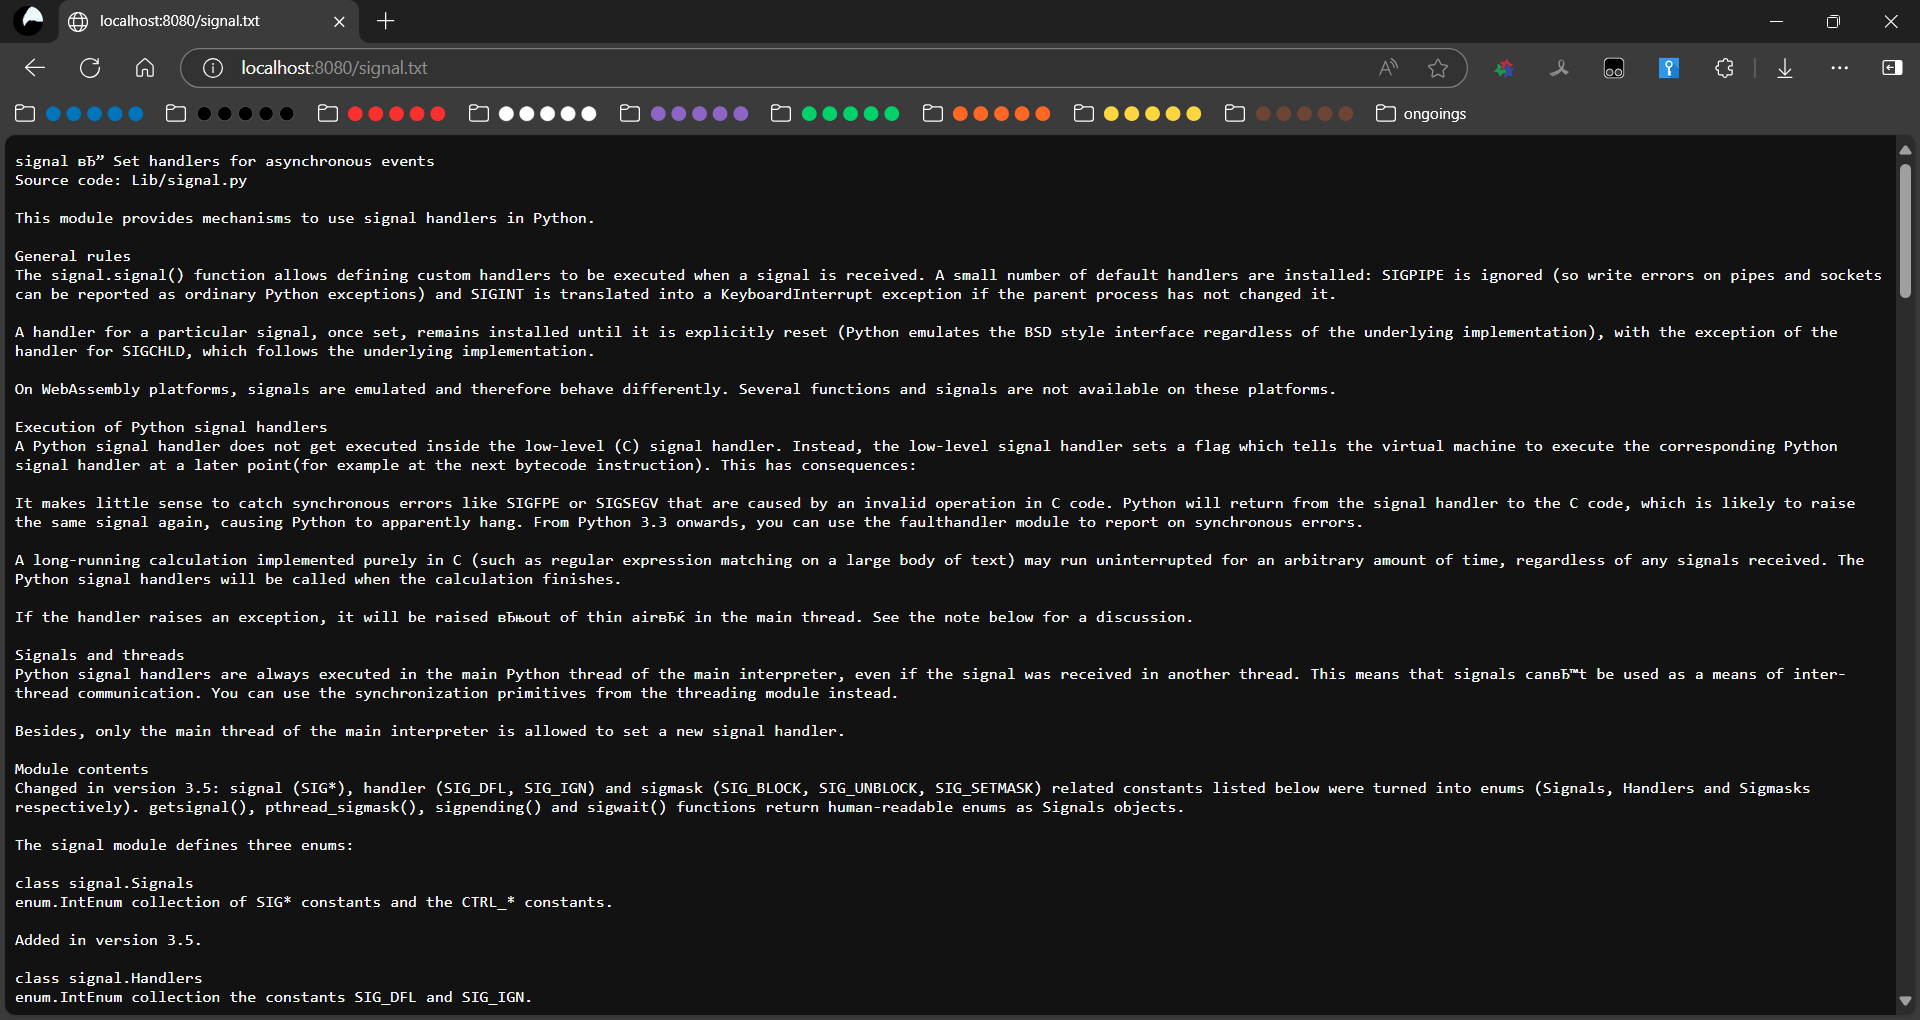 localhost:8080/signal.txt
localhost:8080/signal.txt
ongoings
signal вЂ” Set handlers for asynchronous events
Source code: Lib/signal.py
This module provides mechanisms to use signal handlers in Python.
General rules
The signal.signal() function allows defining custom handlers to be executed when a signal is received. A small number of default handlers are installed: SIGPIPE is ignored (so write errors on pipes and sockets
can be reported as ordinary Python exceptions) and SIGINT is translated into a KeyboardInterrupt exception if the parent process has not changed it.
A handler for a particular signal, once set, remains installed until it is explicitly reset (Python emulates the BSD style interface regardless of the underlying implementation), with the exception of the
handler for SIGCHLD, which follows the underlying implementation.
On WebAssembly platforms, signals are emulated and therefore behave differently. Several functions and signals are not available on these platforms.
Execution of Python signal handlers
A Python signal handler does not get executed inside the low-level (C) signal handler. Instead, the low-level signal handler sets a flag which tells the virtual machine to execute the corresponding Python
signal handler at a later point(for example at the next bytecode instruction). This has consequences:
It makes little sense to catch synchronous errors like SIGFPE or SIGSEGV that are caused by an invalid operation in C code. Python will return from the signal handler to the C code, which is likely to raise
the same signal again, causing Python to apparently hang. From Python 3.3 onwards, you can use the faulthandler module to report on synchronous errors.
A long-running calculation implemented purely in C (such as regular expression matching on a large body of text) may run uninterrupted for an arbitrary amount of time, regardless of any signals received. The
Python signal handlers will be called when the calculation finishes.
If the handler raises an exception, it will be raised вЂњout of thin airвЂќ in the main thread. See the note below for a discussion.
Signals and threads
Python signal handlers are always executed in the main Python thread of the main interpreter, even if the signal was received in another thread. This means that signals canвЂ™t be used as a means of inter-
thread communication. You can use the synchronization primitives from the threading module instead.
Besides, only the main thread of the main interpreter is allowed to set a new signal handler.
Module contents
Changed in version 3.5: signal (SIG*), handler (SIG_DFL, SIG_IGN) and sigmask (SIG_BLOCK, SIG_UNBLOCK, SIG_SETMASK) related constants listed below were turned into enums (Signals, Handlers and Sigmasks
respectively). getsignal(), pthread_sigmask(), sigpending() and sigwait() functions return human-readable enums as Signals objects.
The signal module defines three enums:
class signal.Signals
enum.IntEnum collection of SIG* constants and the CTRL_* constants.
Added in version 3.5.
class signal.Handlers
enum.IntEnum collection the constants SIG_DFL and SIG_IGN.